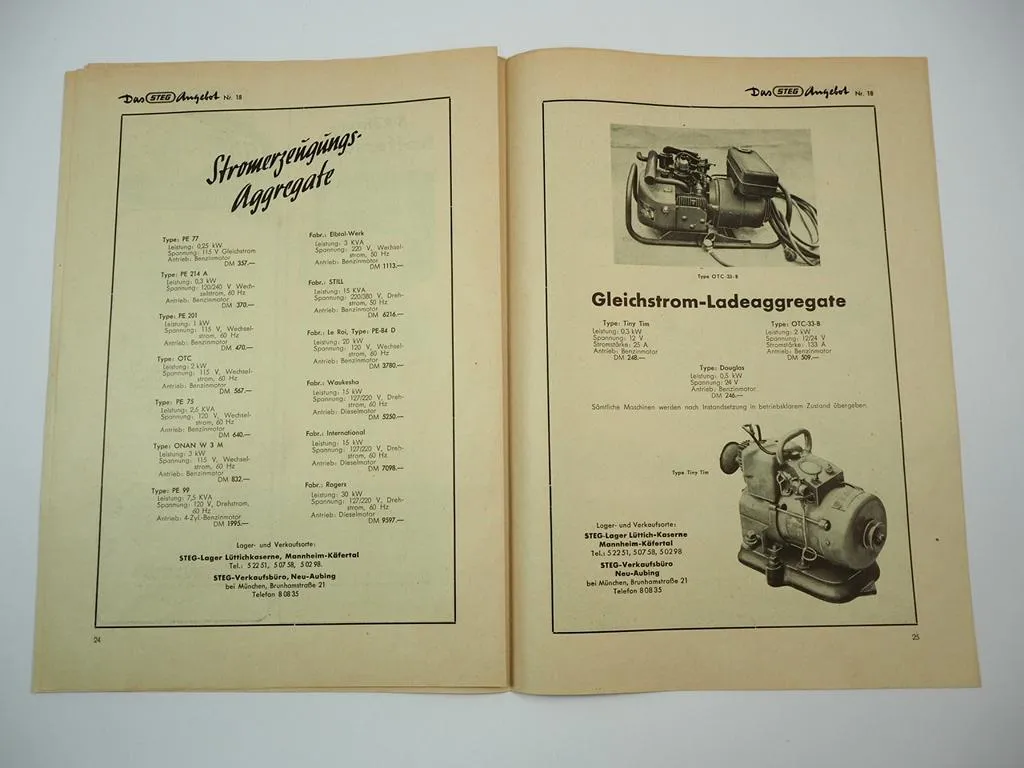 Das STEG Angebot Nr. 18
Stromerzeugungs-
Aggregate
Type: PE 77
Leistung: 0,25 kW
Spannung: 115 V Gleichstrom
Antrieb: Benzinmotor
DM 357.—
Type: PE 214 A
Leistung: 0,3 kW
Spannung: 120/240 V Wech-
selstrom, 60 Hz
Antrieb: Benzinmotor
DM 370.—
Type: PE 201
Leistung: 1 kW
Spannung: 115 V, Wechsel-
strom, 60 Hz
Antrieb: Benzinmotor
DM 470.—
Type: OTC
Leistung: 2 kW
Spannung: 115 V, Wechsel-
strom, 60 Hz
Antrieb: Benzinmotor
DM 567.—
Type: PE 75
Leistung: 2,5 KVA
Spannung: 120 V, Wechsel-
strom, 60 Hz
Antrieb: Benzinmotor
DM 640.—
Type: ONAN W 3 M
Leistung: 3 kW
Spannung: 115 V, Wechsel-
strom, 60 Hz
Antrieb: Benzinmotor
DM 832.—
Type: PE 99
Leistung: 7,5 KVA
Spannung: 120 V, Drehstrom,
60 Hz
Antrieb: 4-Zyl.-Benzinmotor
DM 1995.—
Fabr.: Elbtal-Werk
Leistung: 3 KVA
Spannung: 220 V, Wechsel-
strom, 50 Hz
Antrieb: Benzinmotor
DM 1113.—
Fabr.: STILL
Leistung: 15 KVA
Spannung: 220/380 V, Dreh-
strom, 50 Hz
Antrieb: Benzinmotor
DM 6216.—
Fabr.: Le Roi, Type: PE-84 D
Leistung: 20 kW
Spannung: 120 V, Wechsel-
strom, 60 Hz
Antrieb: Benzinmotor
DM 3780.—
Fabr.: Waukesha
Leistung: 15 kW
Spannung: 127/220 V, Dreh-
strom, 60 Hz
Antrieb: Dieselmotor
DM 5250.—
Fabr.: International
Leistung: 15 kW
Spannung: 127/220 V, Dreh-
strom, 60 Hz
Antrieb: Dieselmotor
DM 7098.—
Fabr.: Rogers
Leistung: 30 kW
Spannung: 127/220 V, Dreh-
strom, 60 Hz
Antrieb: Dieselmotor
DM 9597.—
Lager- und Verkaufsorte:
STEG-Lager Lüttichkaserne, Mannheim-Käfertal
Tel.: 5 22 51, 5 07 58, 5 02 98.
STEG-Verkaufsbüro, Neu-Aubing
bei München, Brunhamstraße 21
Telefon 8 08 35
24
Das STEG Angebot Nr. 18
Type OTC-33-B
Gleichstrom-Ladeaggregate
Type: Tiny Tim
Leistung: 0,3 kW
Spannung: 12 V
Stromstärke: 25 A
Antrieb: Benzinmotor
DM 248.—
Type: OTC-33-B
Leistung: 2 kW
Spannung: 12/24 V
Stromstärke: 133 A
Antrieb: Benzinmotor
DM 509.—
Type: Douglas
Leistung: 0,5 kW
Spannung: 24 V
Antrieb: Benzinmotor
DM 246.—
Sämtliche Maschinen werden nach Instandsetzung in betriebsklarem Zustand übergeben.
Type Tiny Tim
Lager- und Verkaufsorte:
STEG-Lager Lüttich-Kaserne
Mannheim-Käfertal
Tel.: 5 22 51, 5 07 58, 5 02 98
STEG-Verkaufsbüro
Neu-Aubing
bei München, Brunhamstraße 21
Telefon 8 08 35
25